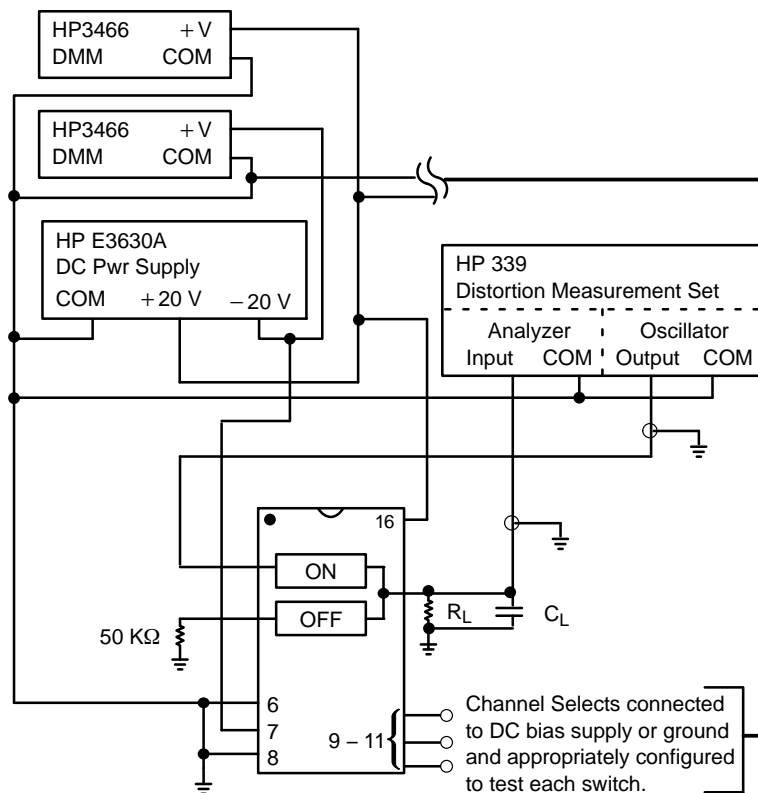 HP3466 +V
DMM COM
HP3466 +V
DMM COM
HP E3630A
DC Pwr Supply
COM +20 V −20 V
HP 339
Distortion Measurement Set
Analyzer Oscillator
Input COM Output COM
16
ON
OFF
RL
CL
50 KΩ
6
7
8
9 – 11
Channel Selects connected
to DC bias supply or ground
and appropriately configured
to test each switch.